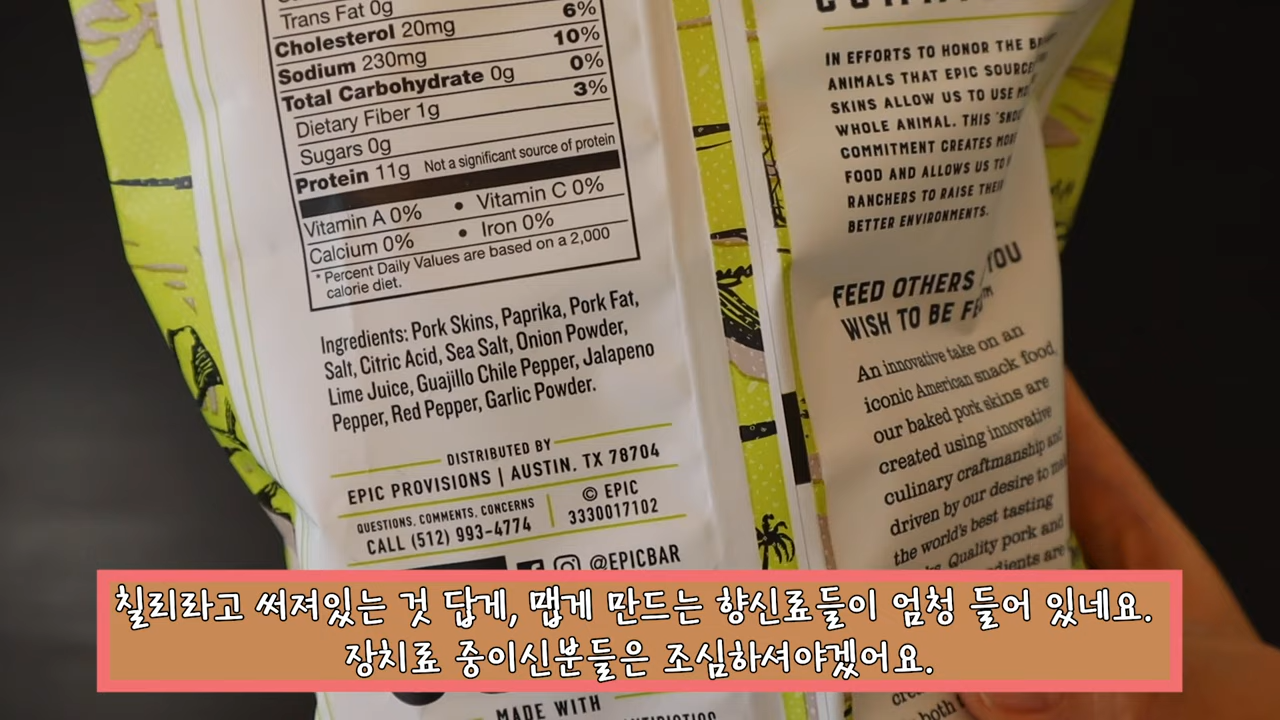 Trans Fat 0g
Cholesterol 20mg 6%
Sodium 230mg 10%
Total Carbohydrate 0g 0%
Dietary Fiber 1g 3%
Sugars 0g
Protein 11g Not a significant source of protein
Vitamin A 0% • Vitamin C 0%
Calcium 0% • Iron 0%
* Percent Daily Values are based on a 2,000
calorie diet.
Ingredients: Pork Skins, Paprika, Pork Fat,
Salt, Citric Acid, Sea Salt, Onion Powder,
Lime Juice, Guajillo Chile Pepper, Jalapeno
Pepper, Red Pepper, Garlic Powder.
DISTRIBUTED BY
EPIC PROVISIONS | AUSTIN, TX 78704
QUESTIONS, COMMENTS, CONCERNS
CALL (512) 993-4774
© EPIC
3330017102
@EPICBAR
MADE WITH
IN EFFORTS TO HONOR THE
ANIMALS THAT EPIC
SKINS ALLOW US TO USE
WHOLE ANIMAL. THIS
COMMITMENT CREATES
FOOD AND ALLOWS US TO
RANCHERS TO RAISE THEIR
BETTER ENVIRONMENTS.
FEED OTHERS YOU
WISH TO BE
An innovative take on an
iconic American snack food,
our baked pork skins are
created using innovative
culinary craftmanship and
driven by our desire to
the world's best tasting
Quality pork and
are
both
칠리라고 써져있는 것 답게, 맵게 만드는 향신료들이 엄청 들어 있네요.
장치료 중이신분들은 조심하셔야겠어요.